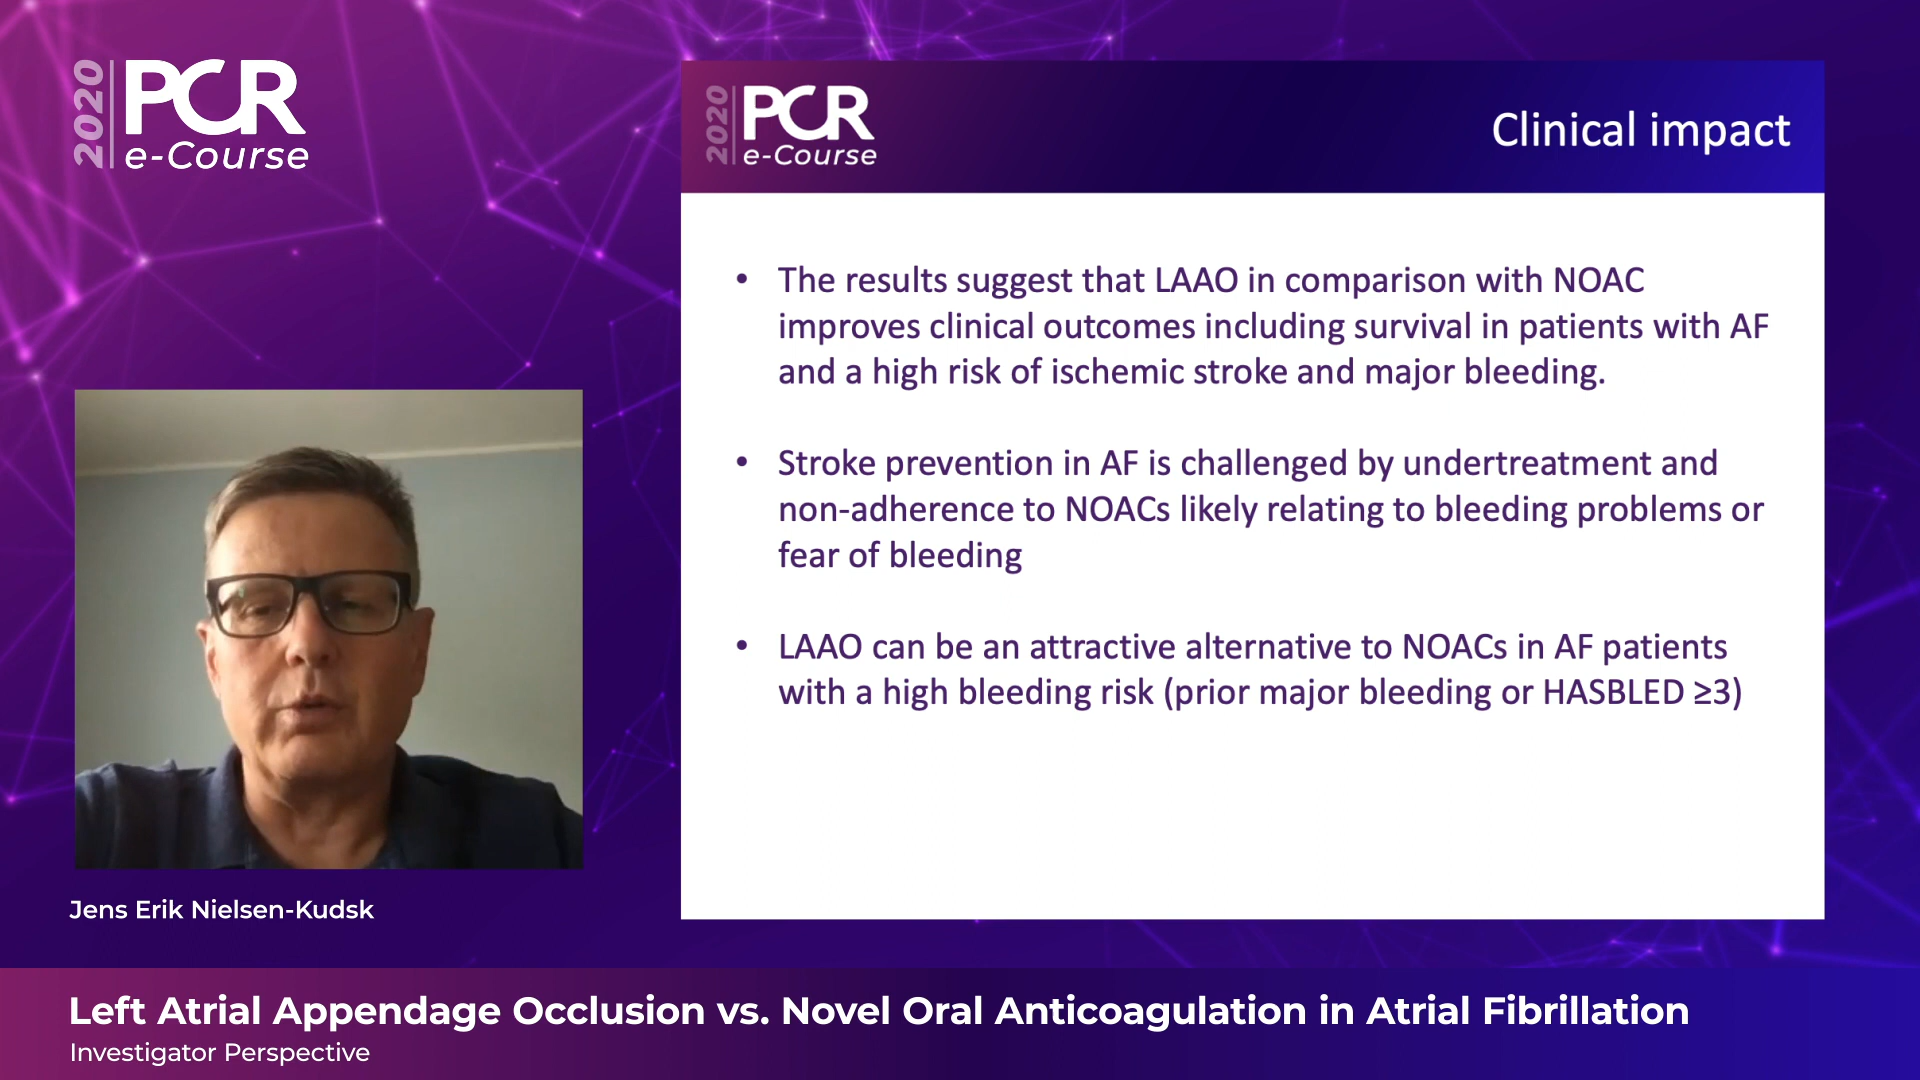 2020
PCR
e-Course
2020
PCR
e-Course
Clinical impact
• The results suggest that LAAO in comparison with NOAC
improves clinical outcomes including survival in patients with AF
and a high risk of ischemic stroke and major bleeding.
• Stroke prevention in AF is challenged by undertreatment and
non-adherence to NOACs likely relating to bleeding problems or
fear of bleeding
• LAAO can be an attractive alternative to NOACs in AF patients
with a high bleeding risk (prior major bleeding or HASBLED ≥3)
Jens Erik Nielsen-Kudsk
Left Atrial Appendage Occlusion vs. Novel Oral Anticoagulation in Atrial Fibrillation
Investigator Perspective